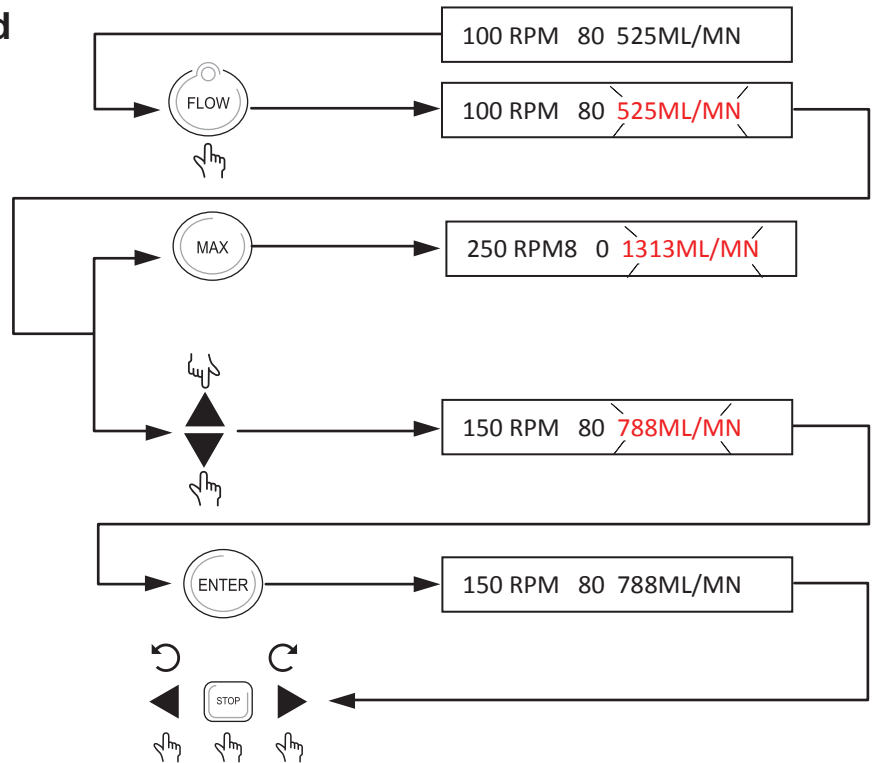 d
100 RPM 80 525ML/MN
FLOW
100 RPM 80 525ML/MN
MAX
250 RPM8 0 1313ML/MN
150 RPM 80 788ML/MN
ENTER
150 RPM 80 788ML/MN
STOP